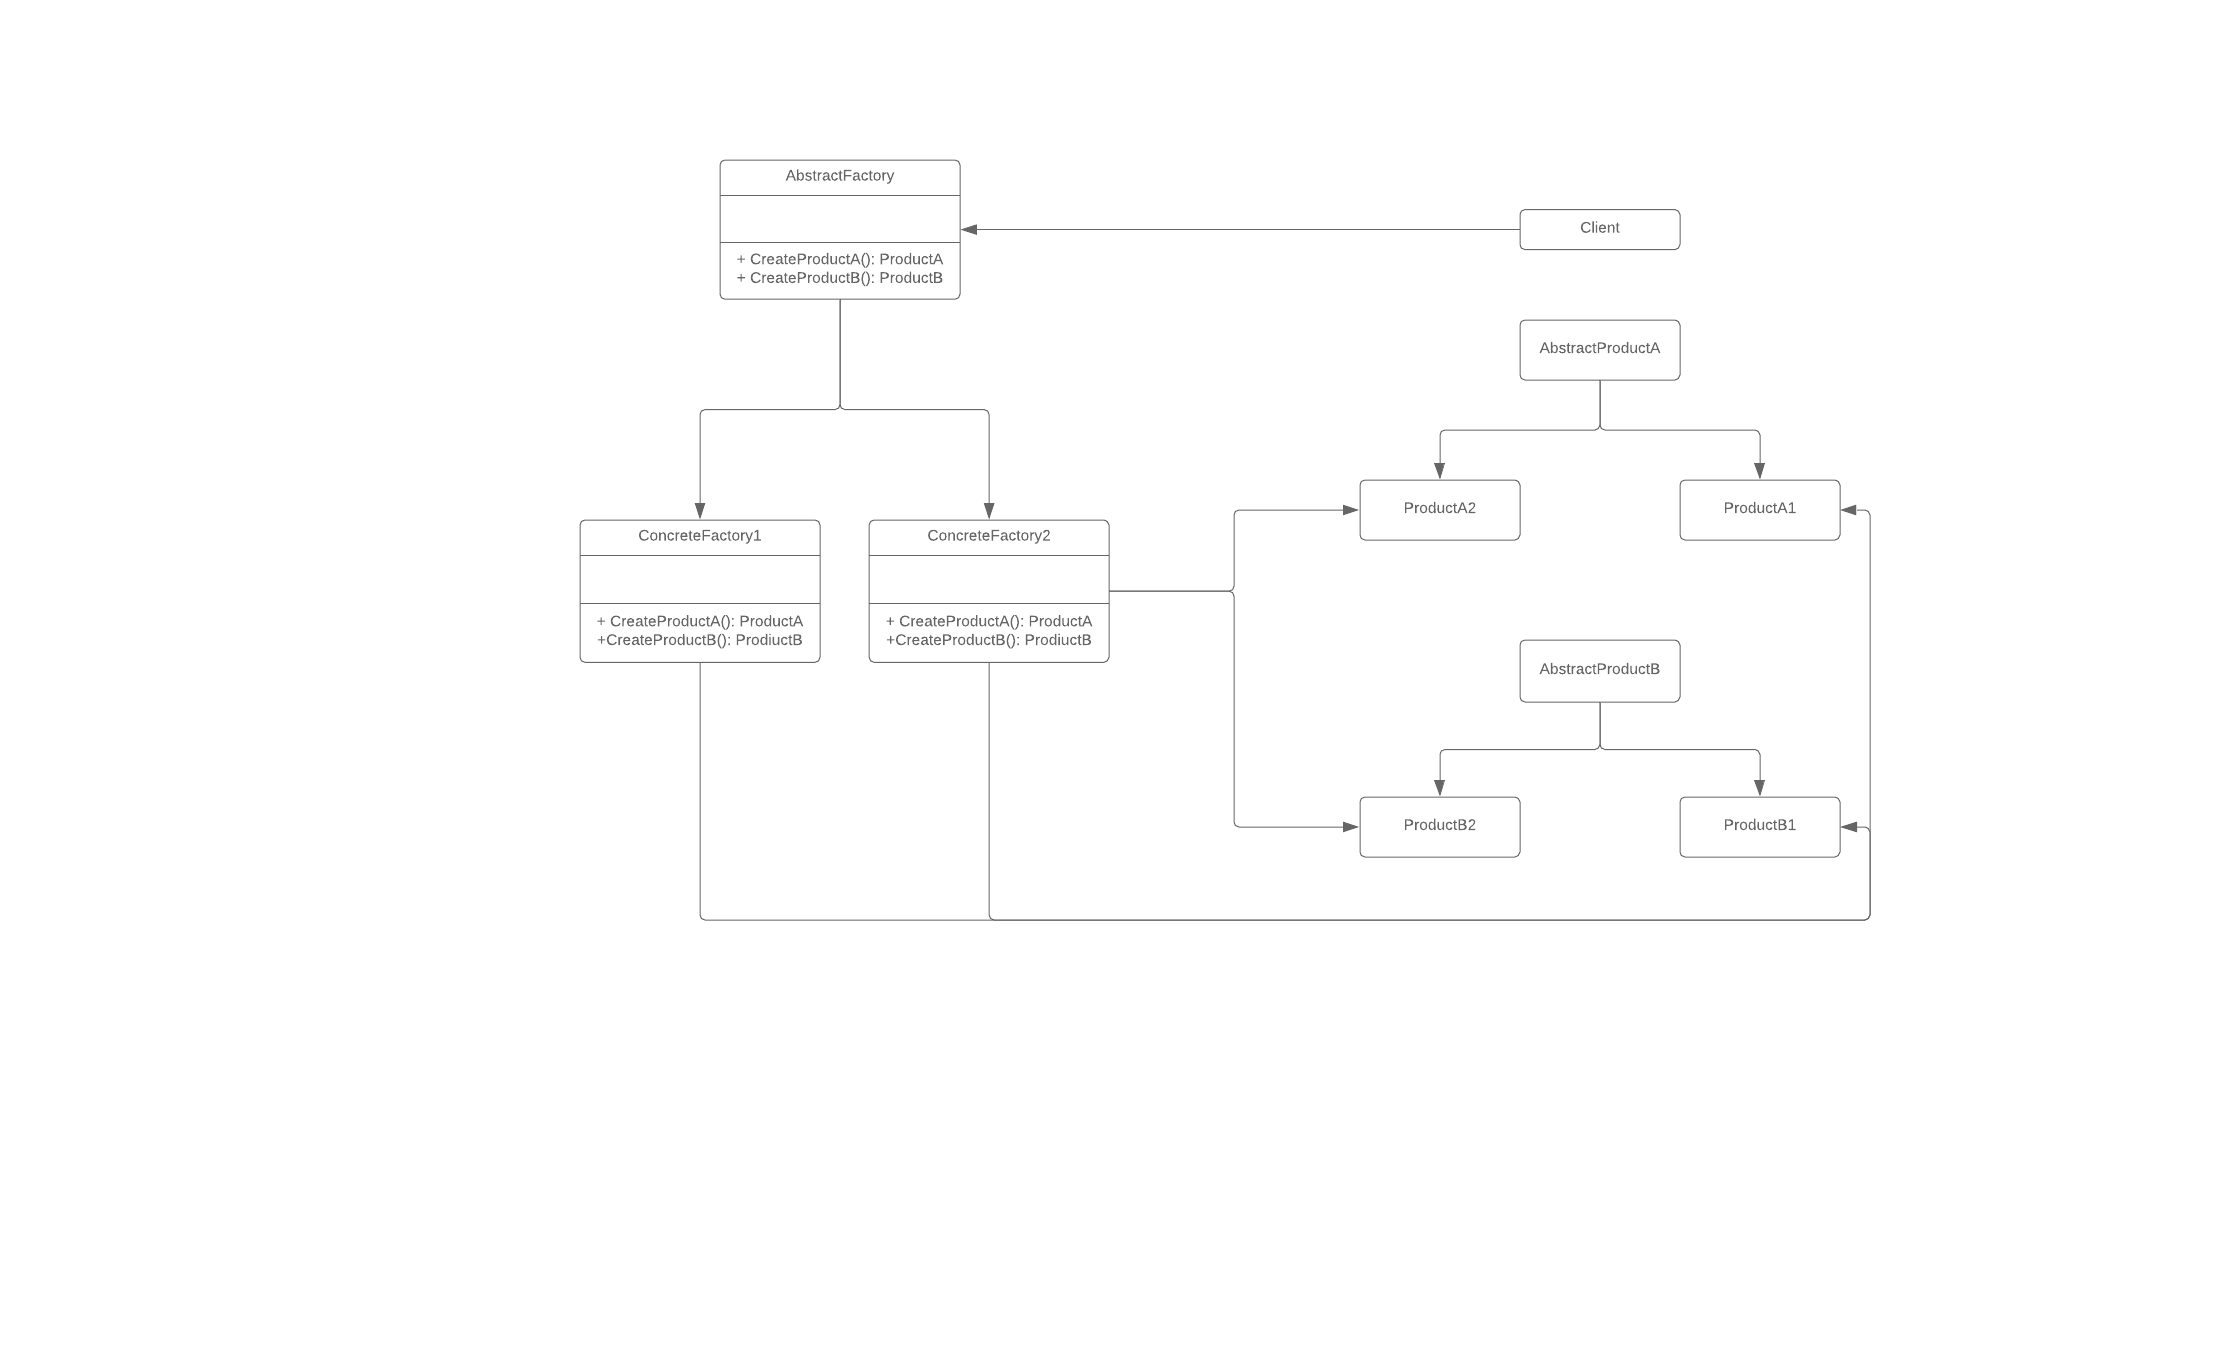 AbstractFactory
+ CreateProductA(): ProductA
+ CreateProductB(): ProductB
Client
AbstractProductA
ProductA2
ProductA1
ConcreteFactory1
+ CreateProductA(): ProductA
+CreateProductB(): ProdiuctB
ConcreteFactory2
+ CreateProductA(): ProductA
+CreateProductB(): ProdiuctB
AbstractProductB
ProductB2
ProductB1